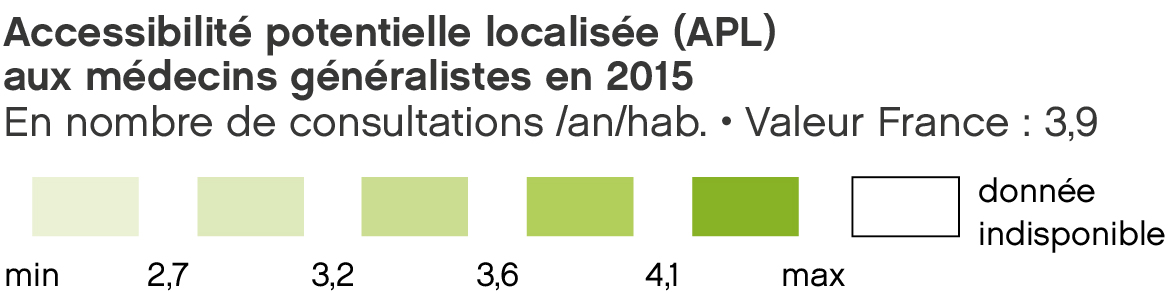 Accessibilité potentielle localisée (APL)
aux médecins généralistes en 2015
En nombre de consultations /an/hab. • Valeur France : 3,9
donnée
indisponible
min 2,7 3,2 3,6 4,1 max